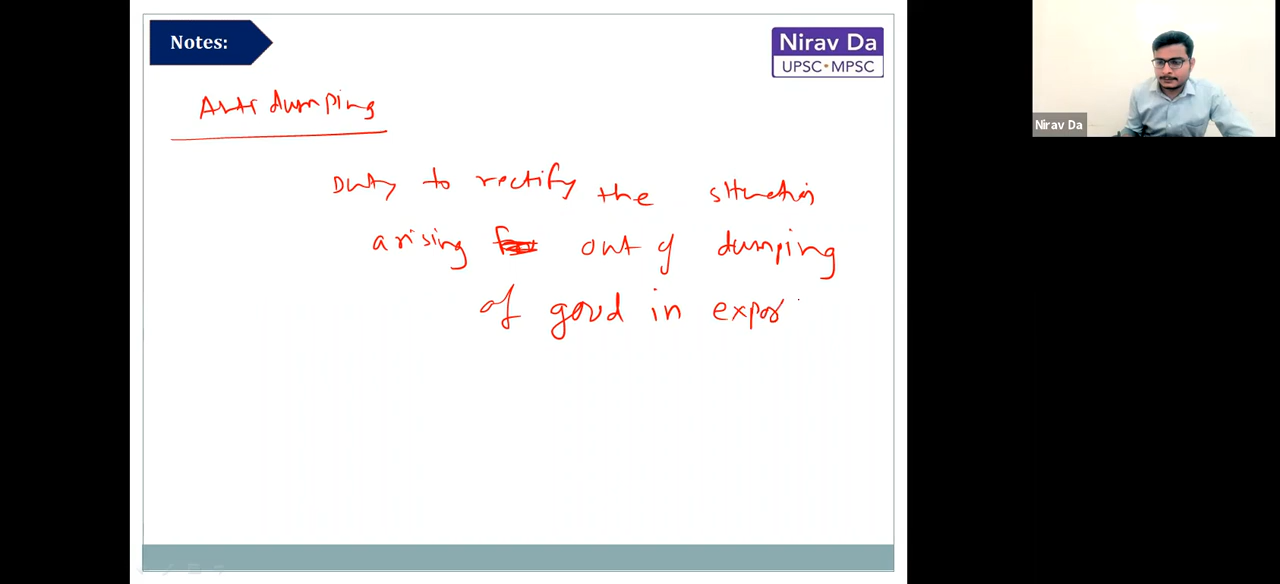 Notes:
Nirav Da
UPSC•MPSC
Anti dumping
Duty to rectify the situation
arising out of dumping
of good in expor
Nirav Da